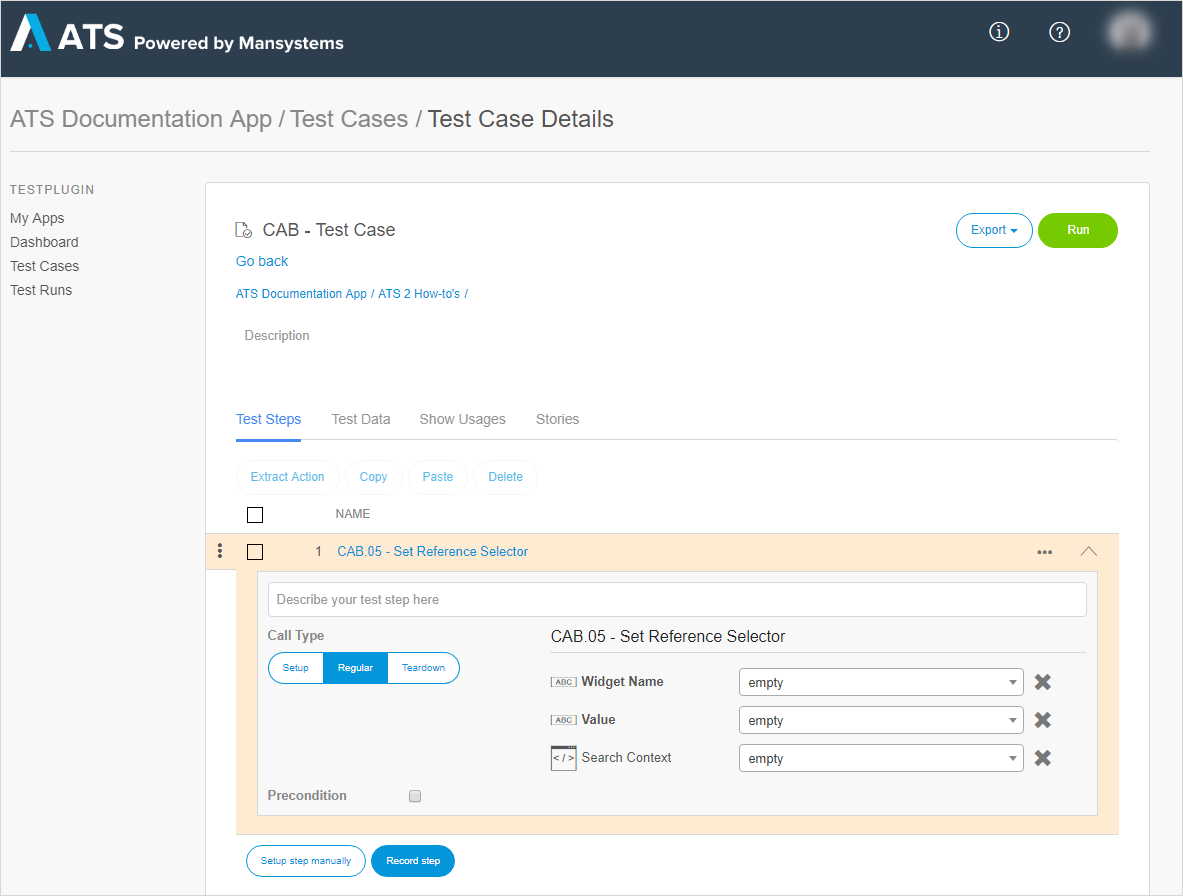 ATS Powered by Mansystems
ATS Documentation App / Test Cases / Test Case Details
TESTPLUGIN
My Apps
Dashboard
Test Cases
Test Runs
CAB - Test Case
Export
Run
Go back
ATS Documentation App / ATS 2 How-to's /
Description
Test Steps Test Data Show Usages Stories
Extract Action Copy Paste Delete
NAME
1 CAB.05 - Set Reference Selector
Describe your test step here
Call Type
Setup Regular Teardown
CAB.05 - Set Reference Selector
ABC Widget Name empty
ABC Value empty
</> Search Context empty
Precondition
Setup step manually Record step